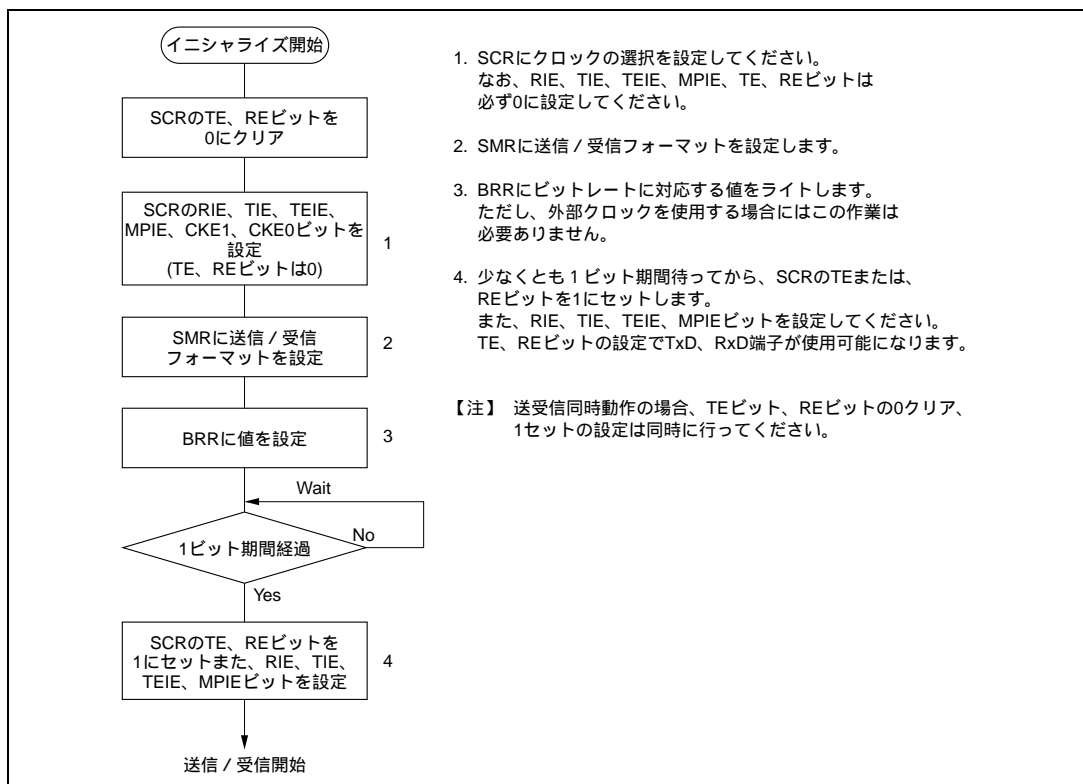 イニシャライズ開始
SCRのTE、REビットを
0にクリア
SCRのRIE、TIE、TEIE、
MPIE、CKE1、CKE0ビットを
設定
(TE、REビットは0)
1
SMRに送信／受信
フォーマットを設定
2
BRRに値を設定
3
Wait
1ビット期間経過
No
Yes
SCRのTE、REビットを
1にセットまた、RIE、TIE、
TEIE、MPIEビットを設定
4
送信／受信開始
1. SCRにクロックの選択を設定してください。
なお、RIE、TIE、TEIE、MPIE、TE、REビットは
必ず0に設定してください。
2. SMRに送信／受信フォーマットを設定します。
3. BRRにビットレートに対応する値をライトします。
ただし、外部クロックを使用する場合にはこの作業は
必要ありません。
4. 少なくとも１ビット期間待ってから、SCRのTEまたは、
REビットを1にセットします。
また、RIE、TIE、TEIE、MPIEビットを設定してください。
TE、REビットの設定でTxD、RxD端子が使用可能になります。
【注】 送受信同時動作の場合、TEビット、REビットの0クリア、
1セットの設定は同時に行ってください。